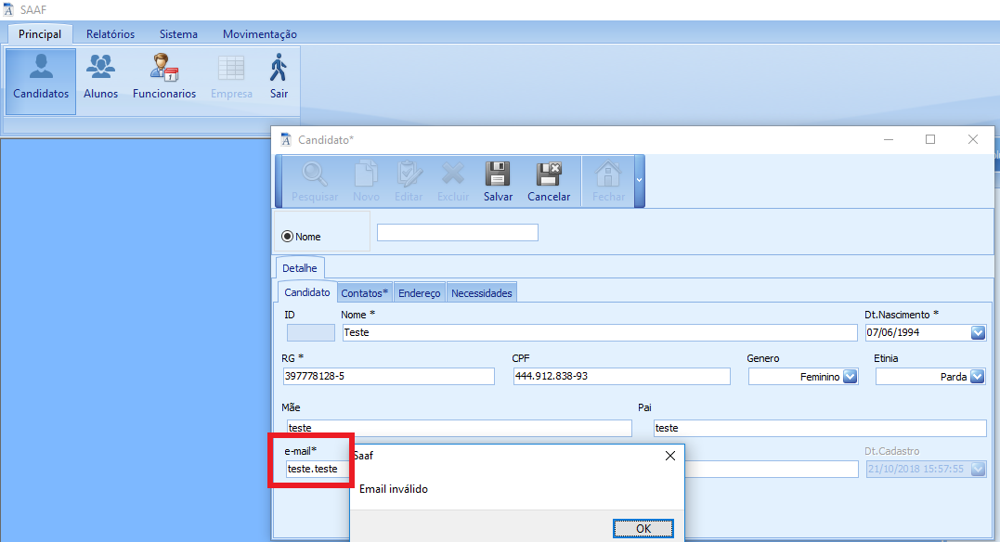 SAAF
Principal Relatórios Sistema Movimentação
Candidatos Alunos Funcionarios Empresa Sair
Candidato*
Pesquisar Novo Editar Excluir Salvar Cancelar Fechar
Nome
Detalhe
Candidato Contatos* Endereço Necessidades
ID Nome * Dt.Nascimento *
Teste 07/06/1994
RG * CPF Genero Etinia
397778128-5 444.912.838-93 Feminino Parda
Mãe Pai
teste teste
e-mail* Dt.Cadastro
teste.teste 21/10/2018 15:57:55
Saaf
Email inválido
OK